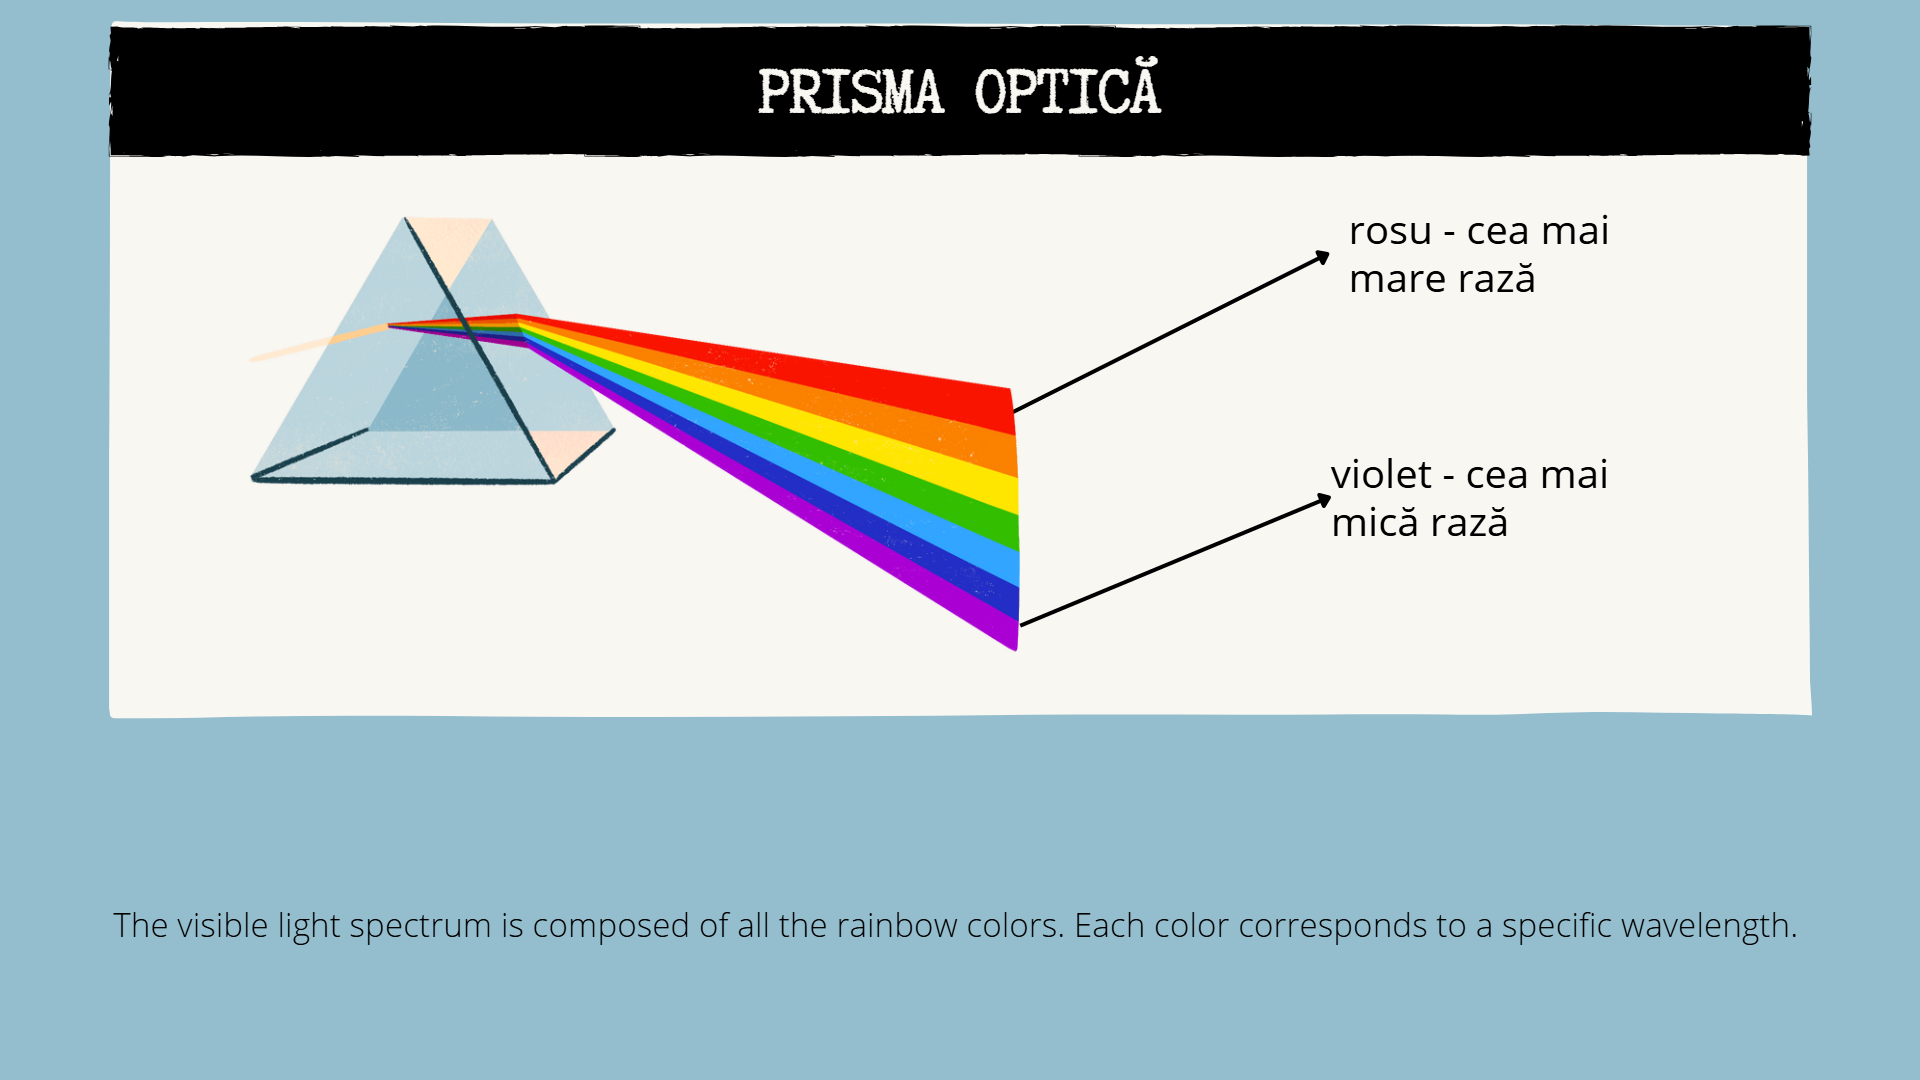 PRISMA OPTICĂ
rosu - cea mai
mare rază
violet - cea mai
mică rază
The visible light spectrum is composed of all the rainbow colors. Each color corresponds to a specific wavelength.